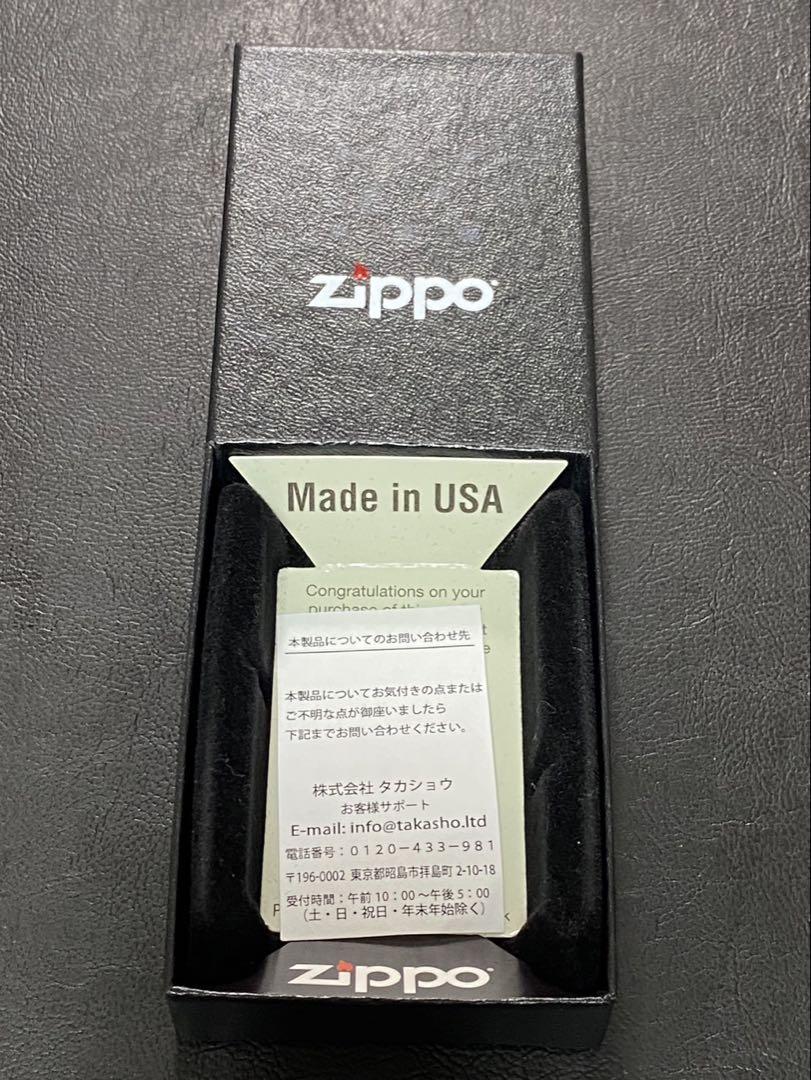 zippo
Made in USA
Congratulations on your
purchase of thi
t
e
本製品についてのお問い合わせ先
本製品についてお気付きの点または
ご不明な点が御座いましたら
下記までお問い合わせください。
株式会社 タカショウ
お客様サポート
E-mail: info@takasho.ltd
電話番号：０１２０－４３３－９８１
〒196-0002 東京都昭島市拝島町 2-10-18
受付時間：午前 10：00 ～午後 5：00
（土・日・祝日・年末年始除く）
zippo